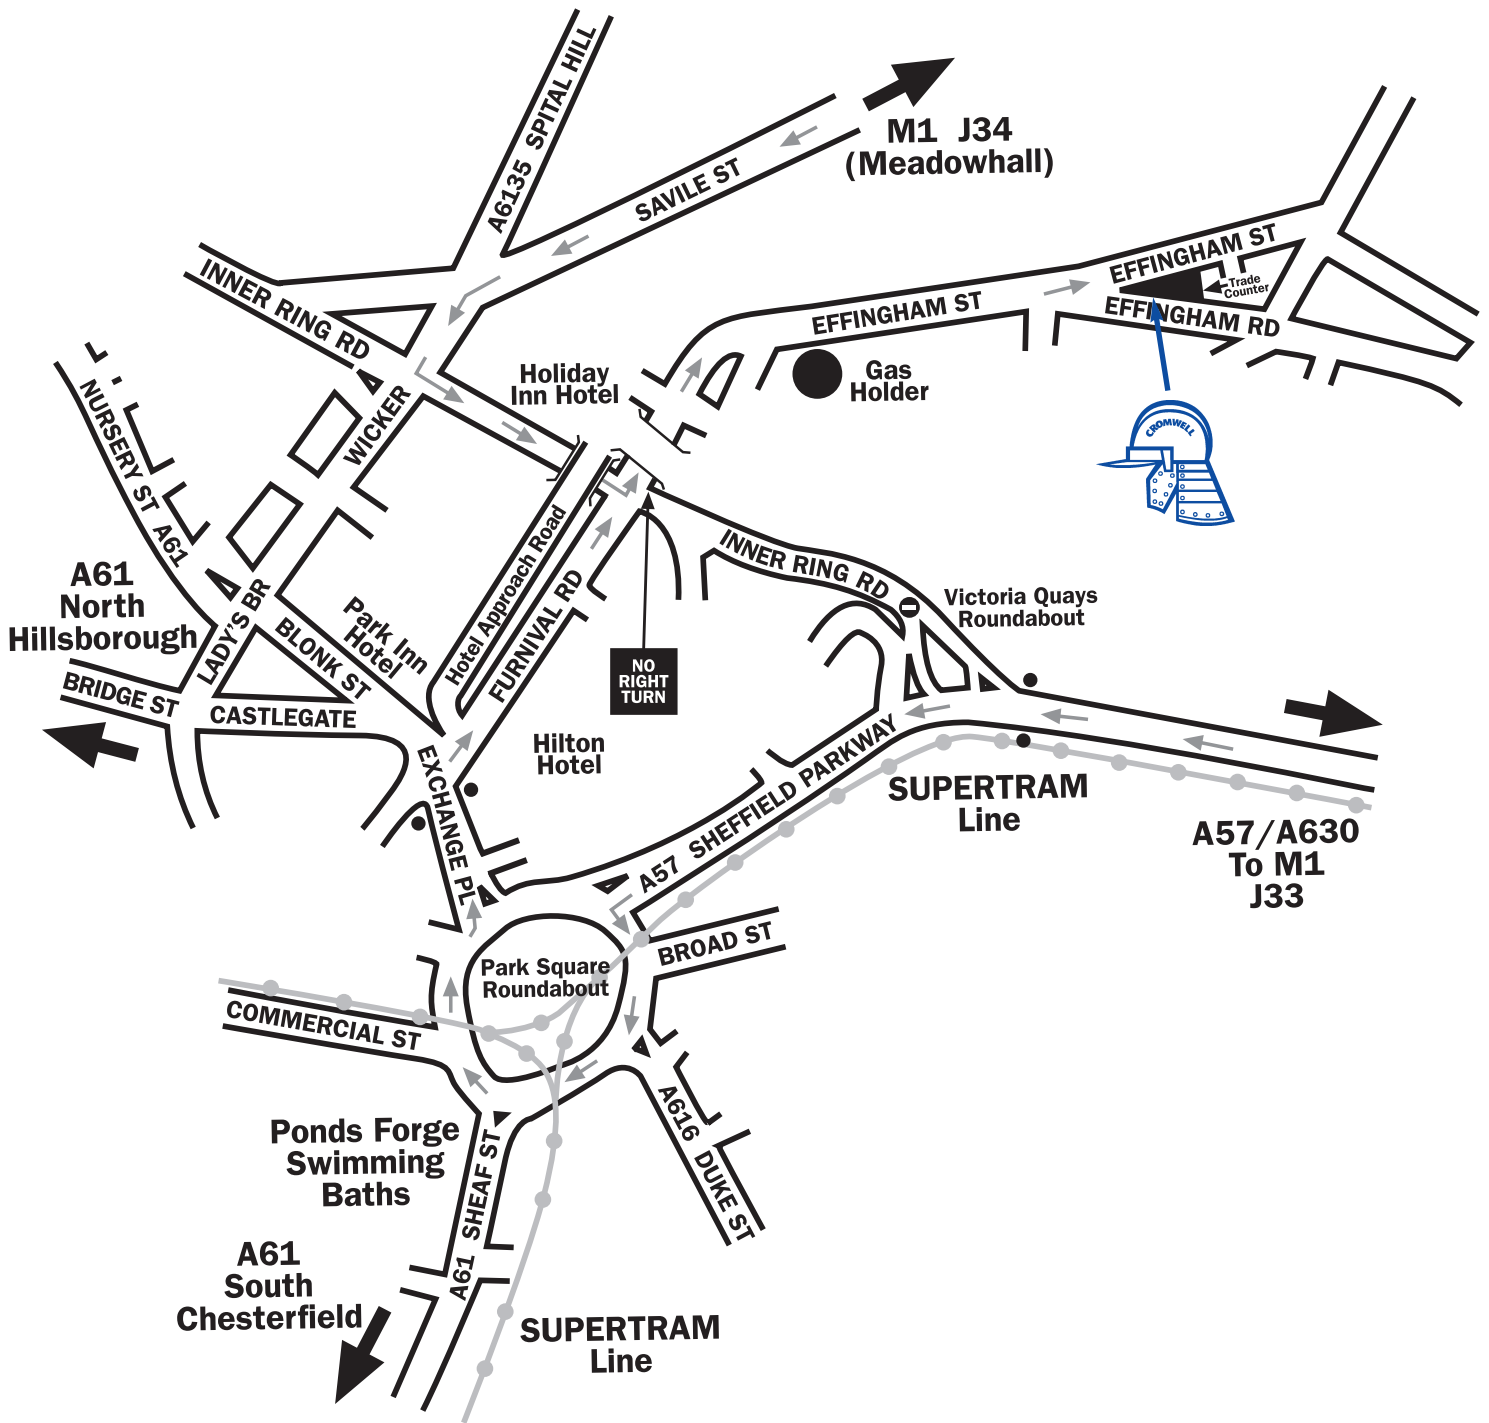 A6135 SPITAL HILL
SAVILE ST
M1 J34
(Meadowhall)
INNER RING RD
EFFINGHAM ST
EFFINGHAM ST
Trade
Counter
EFFINGHAM RD
Holiday
Inn Hotel
Gas
Holder
WICKER
CROMWELL
NURSERY ST A61
Hotel Approach Road
FURNIVAL RD
INNER RING RD
A61
North
Hillsborough
LADY'S BR
BLONK ST
Park Inn
Hotel
Victoria Quays
Roundabout
NO
RIGHT
TURN
BRIDGE ST
CASTLEGATE
EXCHANGE PL
Hilton
Hotel
A57 SHEFFIELD PARKWAY
SUPERTRAM
Line
A57/A630
To M1
J33
BROAD ST
Park Square
Roundabout
COMMERCIAL ST
A616 DUKE ST
Ponds Forge
Swimming
Baths
A61 SHEAF ST
A61
South
Chesterfield
SUPERTRAM
Line